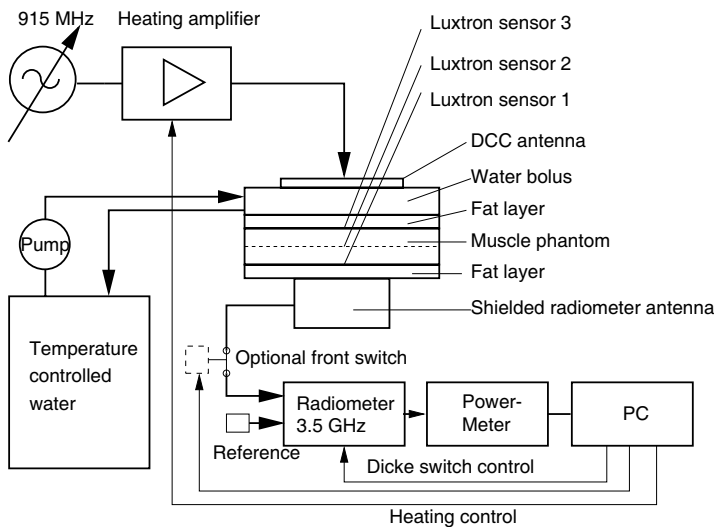 915 MHz
Heating amplifier
Luxtron sensor 3
Luxtron sensor 2
Luxtron sensor 1
DCC antenna
Water bolus
Fat layer
Muscle phantom
Fat layer
Shielded radiometer antenna
Pump
Temperature
controlled
water
Optional front switch
Radiometer
3.5 GHz
Power-
Meter
PC
Reference
Dicke switch control
Heating control